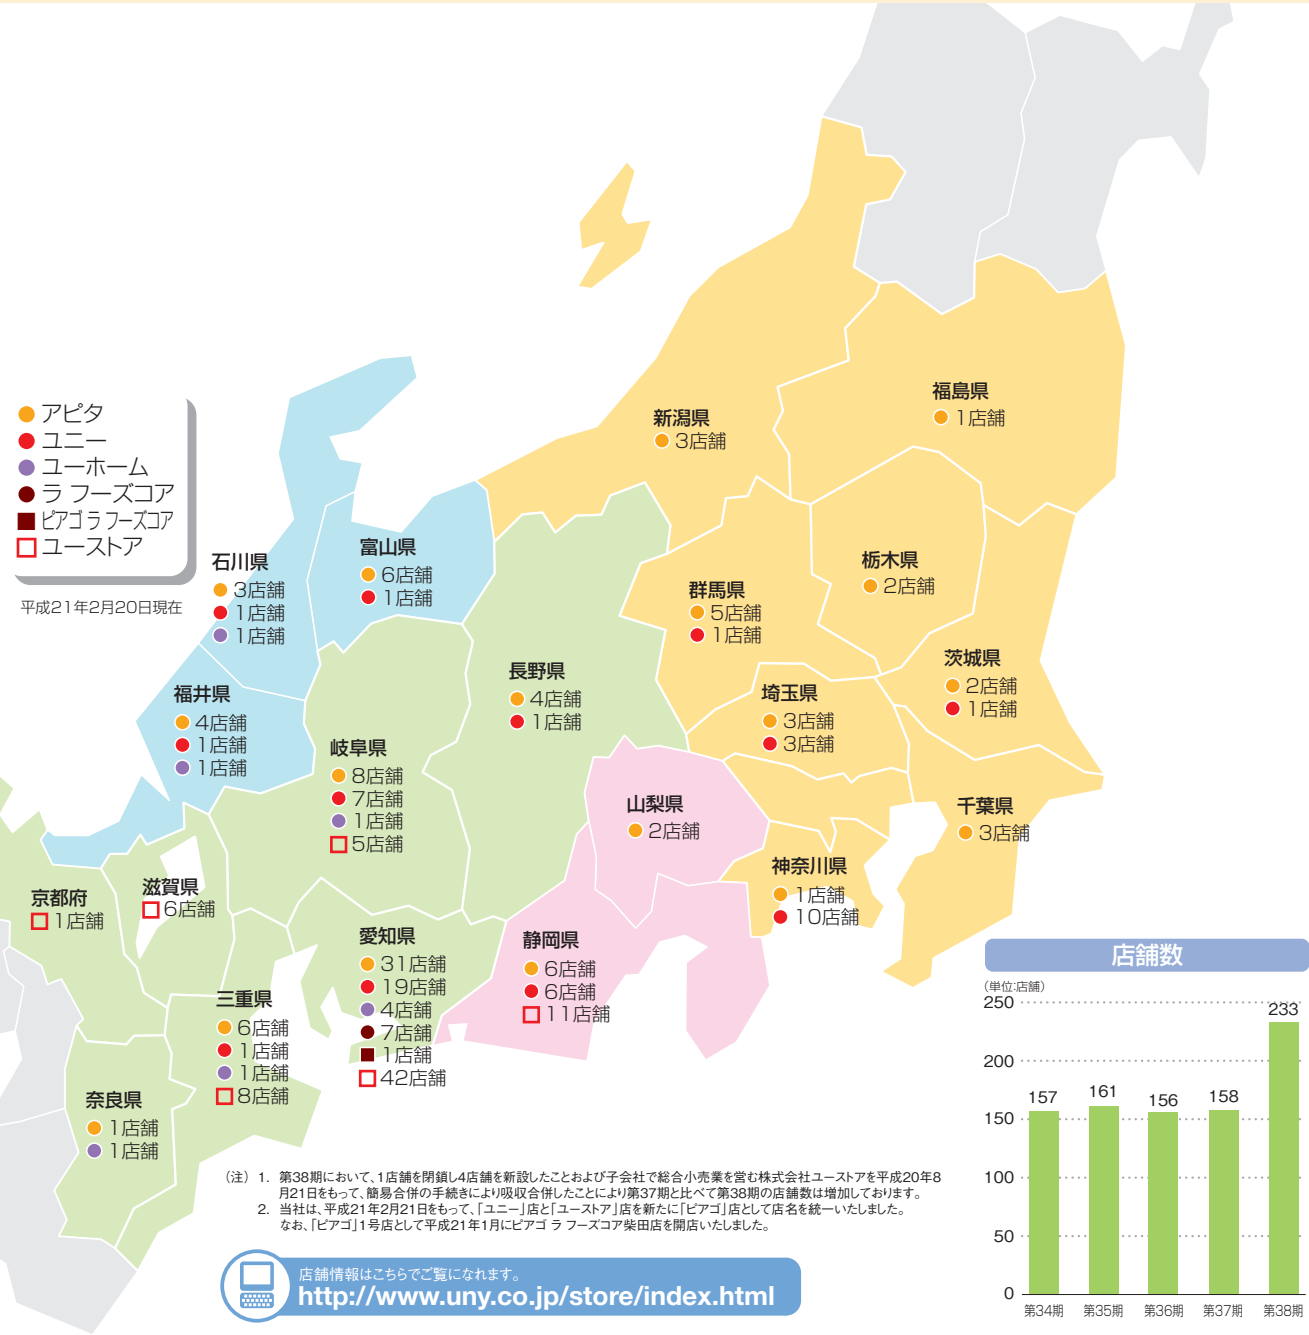 アピタ
ユニー
ユーホーム
ラ フーズコア
ピアゴ ラ フーズコア
ユーストア
平成21年2月20日現在
新潟県
3店舗
福島県
1店舗
石川県
3店舗
1店舗
1店舗
富山県
6店舗
1店舗
群馬県
5店舗
1店舗
栃木県
2店舗
茨城県
2店舗
1店舗
福井県
4店舗
1店舗
1店舗
長野県
4店舗
1店舗
埼玉県
3店舗
3店舗
岐阜県
8店舗
7店舗
1店舗
5店舗
山梨県
2店舗
千葉県
3店舗
神奈川県
1店舗
10店舗
京都府
1店舗
滋賀県
6店舗
愛知県
31店舗
19店舗
4店舗
7店舗
1店舗
42店舗
静岡県
6店舗
6店舗
11店舗
三重県
6店舗
1店舗
1店舗
8店舗
奈良県
1店舗
1店舗
店舗数
(単位:店舗)
250
200
150
100
50
0
157
161
156
158
233
第34期
第35期
第36期
第37期
第38期
(注) 1. 第38期において、1店舗を閉鎖し4店舗を新設したことおよび子会社で総合小売業を営む株式会社ユーストアを平成20年8
月21日をもって、簡易合併の手続きにより吸収合併したことにより第37期と比べて第38期の店舗数は増加しております。
2. 当社は、平成21年2月21日をもって、「ユニー」店と「ユーストア」店を新たに「ピアゴ」店として店名を統一いたしました。
なお、「ピアゴ」1号店として平成21年1月にピアゴ ラ フーズコア柴田店を開店いたしました。
店舗情報はこちらでご覧になれます。
http://www.uny.co.jp/store/index.html